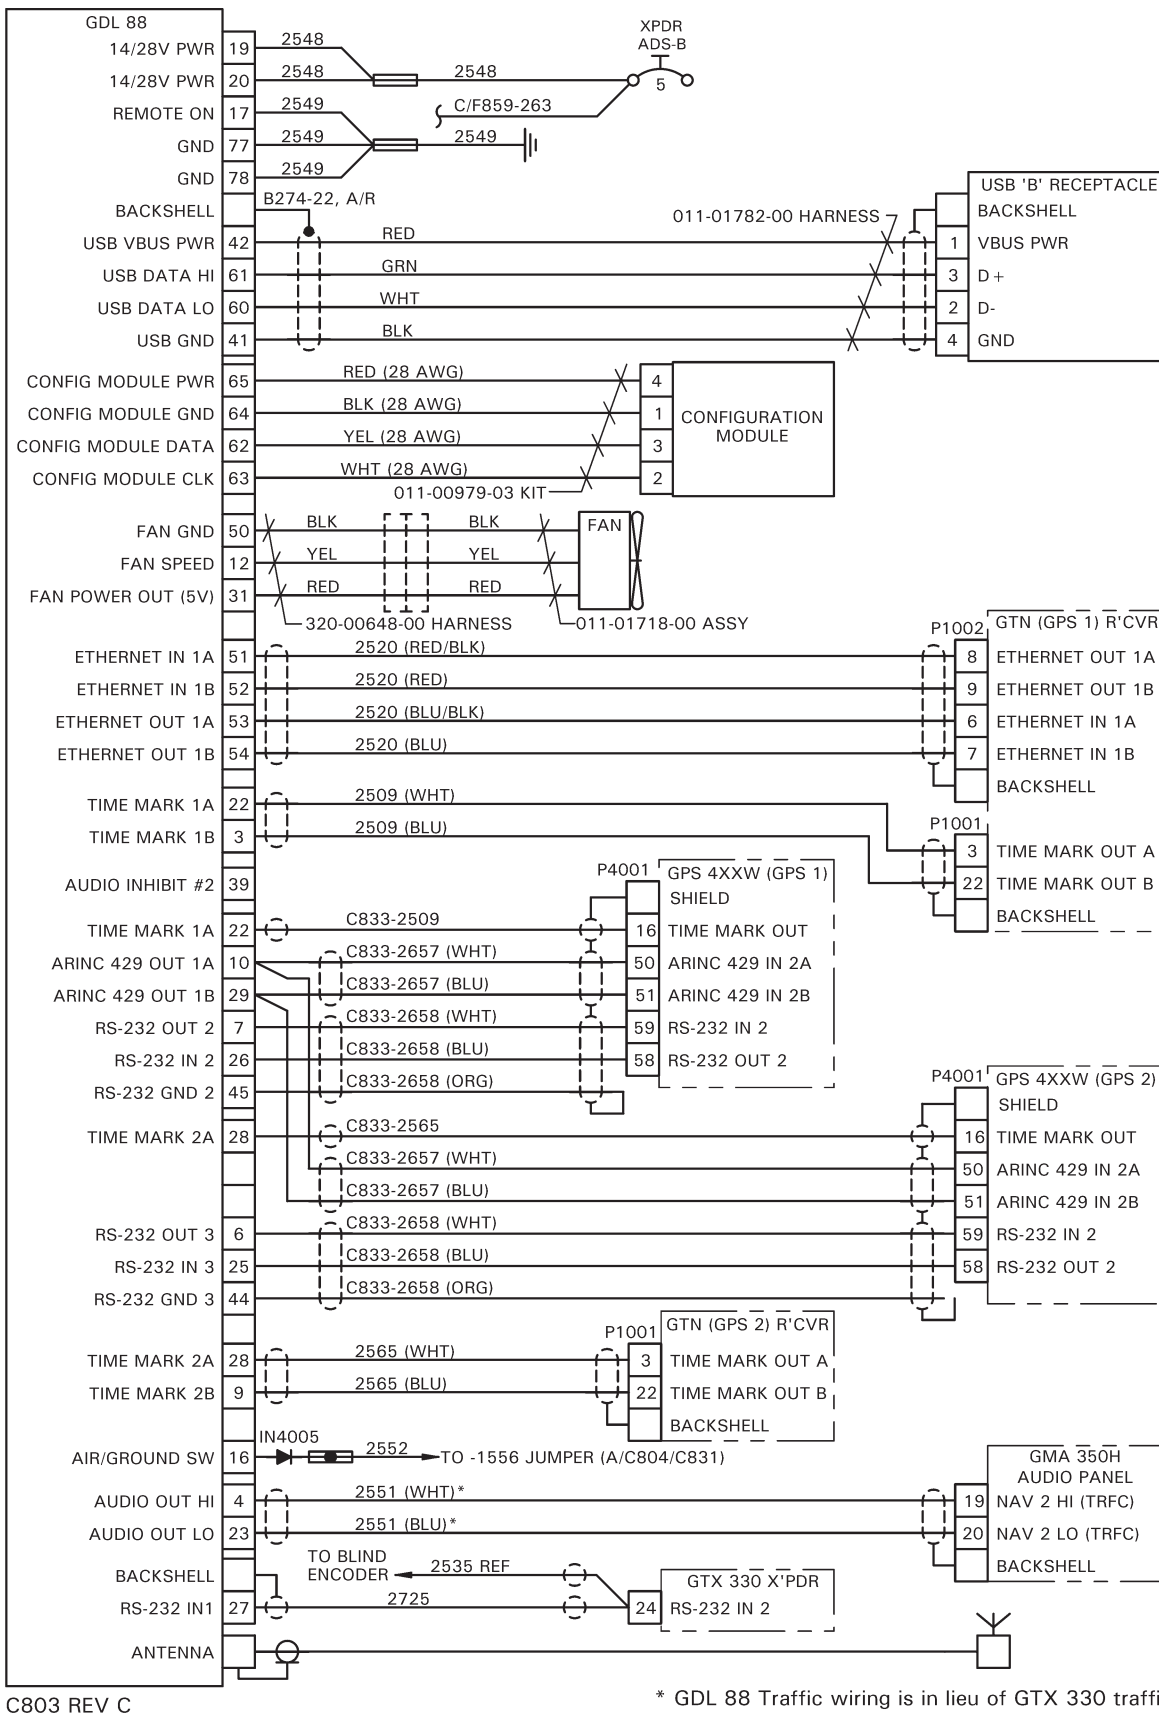 GDL 88
14/28V PWR 19 2548
XPDR
ADS-B
14/28V PWR 20 2548 2548 5
REMOTE ON 17 2549 C/F859-263
GND 77 2549 2549
GND 78 2549
BACKSHELL B274-22, A/R
USB 'B' RECEPTACLE
011-01782-00 HARNESS BACKSHELL
USB VBUS PWR 42 RED 1 VBUS PWR
USB DATA HI 61 GRN 3 D+
USB DATA LO 60 WHT 2 D-
USB GND 41 BLK 4 GND
CONFIG MODULE PWR 65 RED (28 AWG) 4
CONFIG MODULE GND 64 BLK (28 AWG) 1
CONFIGURATION
MODULE
CONFIG MODULE DATA 62 YEL (28 AWG) 3
CONFIG MODULE CLK 63 WHT (28 AWG) 2
011-00979-03 KIT
FAN GND 50 BLK BLK FAN
FAN SPEED 12 YEL YEL
FAN POWER OUT (5V) 31 RED RED
320-00648-00 HARNESS 011-01718-00 ASSY
P1002 GTN (GPS 1) R'CVR
ETHERNET IN 1A 51 2520 (RED/BLK) 8 ETHERNET OUT 1A
ETHERNET IN 1B 52 2520 (RED) 9 ETHERNET OUT 1B
ETHERNET OUT 1A 53 2520 (BLU/BLK) 6 ETHERNET IN 1A
ETHERNET OUT 1B 54 2520 (BLU) 7 ETHERNET IN 1B
BACKSHELL
TIME MARK 1A 22 2509 (WHT)
P1001
TIME MARK 1B 3 2509 (BLU)
3 TIME MARK OUT A
22 TIME MARK OUT B
BACKSHELL
P4001 GPS 4XXW (GPS 1)
AUDIO INHIBIT #2 39
SHIELD
TIME MARK 1A 22 C833-2509 16 TIME MARK OUT
ARINC 429 OUT 1A 10 C833-2657 (WHT) 50 ARINC 429 IN 2A
ARINC 429 OUT 1B 29 C833-2657 (BLU) 51 ARINC 429 IN 2B
RS-232 OUT 2 7 C833-2658 (WHT) 59 RS-232 IN 2
RS-232 IN 2 26 C833-2658 (BLU) 58 RS-232 OUT 2
RS-232 GND 2 45 C833-2658 (ORG)
P4001 GPS 4XXW (GPS 2)
SHIELD
TIME MARK 2A 28 C833-2565 16 TIME MARK OUT
C833-2657 (WHT) 50 ARINC 429 IN 2A
C833-2657 (BLU) 51 ARINC 429 IN 2B
RS-232 OUT 3 6 C833-2658 (WHT) 59 RS-232 IN 2
RS-232 IN 3 25 C833-2658 (BLU) 58 RS-232 OUT 2
RS-232 GND 3 44 C833-2658 (ORG)
P1001 GTN (GPS 2) R'CVR
TIME MARK 2A 28 2565 (WHT) 3 TIME MARK OUT A
TIME MARK 2B 9 2565 (BLU) 22 TIME MARK OUT B
BACKSHELL
IN4005
AIR/GROUND SW 16 2552 TO -1556 JUMPER (A/C804/C831)
GMA 350H
AUDIO PANEL
AUDIO OUT HI 4 2551 (WHT)* 19 NAV 2 HI (TRFC)
AUDIO OUT LO 23 2551 (BLU)* 20 NAV 2 LO (TRFC)
BACKSHELL
TO BLIND
ENCODER 2535 REF
BACKSHELL
GTX 330 X'PDR
RS-232 IN1 27 2725 24 RS-232 IN 2
ANTENNA
C803 REV C
* GDL 88 Traffic wiring is in lieu of GTX 330 traffi